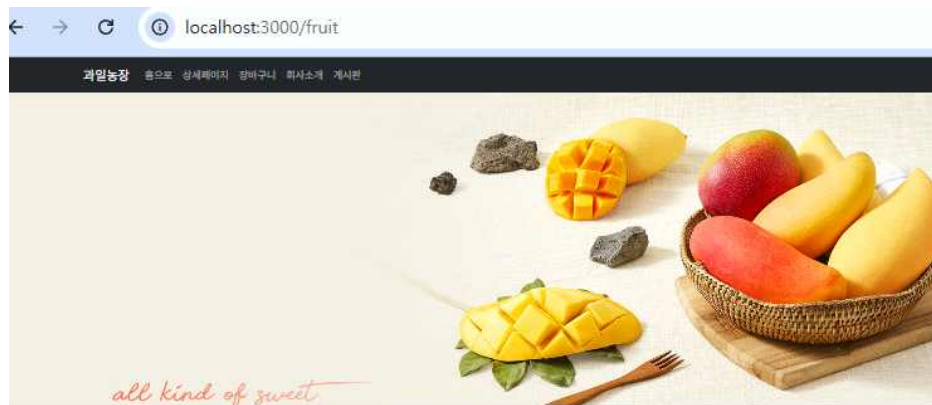 localhost:3000/fruit
과일농장 홈으로 상세페이지 장바구니 회사소개 게시판
all kind of sweet